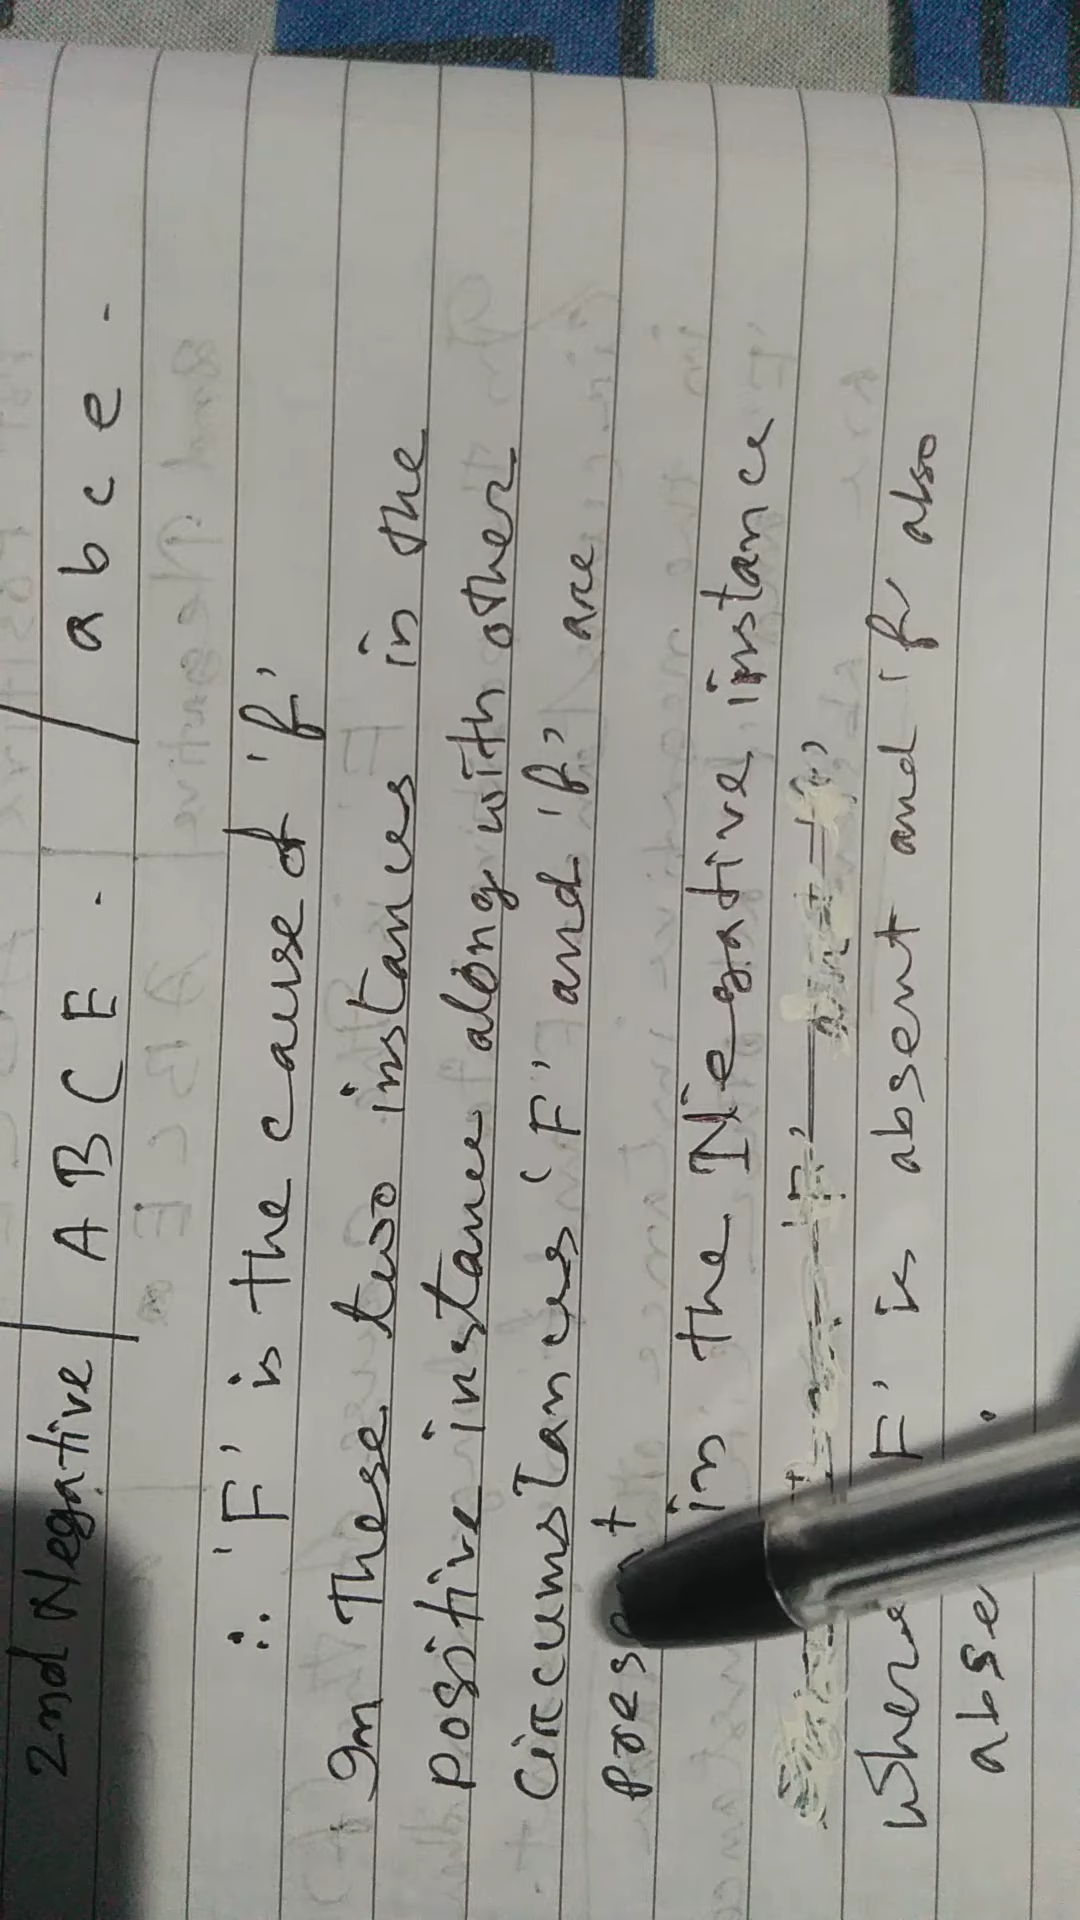 2nd Negative | A B C E . | a b c e .
∴ 'F' is the cause of 'f'
In these two instances in the
positive instance along with other
circumstances 'F' and 'f' are
present
in the Negative instance
where F' is absent and 'f' also
abse .